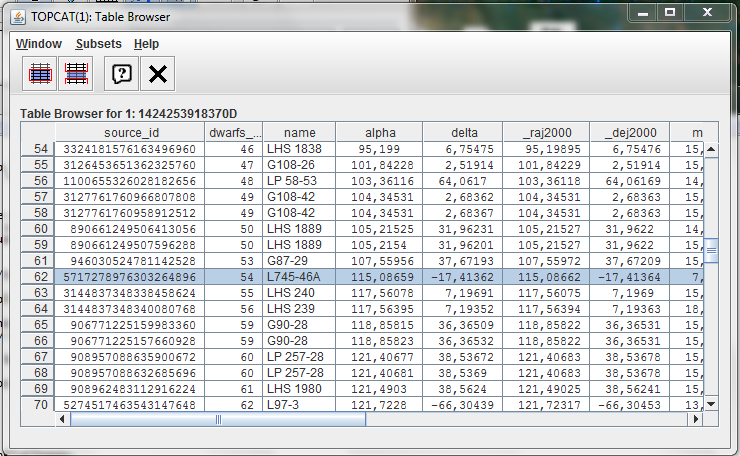 TOPCAT(1): Table Browser
Window Subsets Help
Table Browser for 1: 1424253918370D
source_id dwarfs_... name alpha delta _raj2000 _dej2000 m
54 3324181576163496960 46 LHS 1838 95,199 6,75475 95,19895 6,75476 15,
55 3126453651362325760 47 G108-26 101,84228 2,51914 101,84229 2,51914 15,
56 1100655326028182656 48 LP 58-53 103,36116 64,0617 103,36118 64,06169 14,
57 3127761760966807808 49 G108-42 104,34531 2,68362 104,34531 2,68363 15,
58 3127761760958912512 49 G108-42 104,34531 2,68367 104,34531 2,68363 15,
60 890661249506413056 50 LHS 1889 105,21525 31,96231 105,21527 31,9622 14,
59 890661249507596288 50 LHS 1889 105,2154 31,96201 105,21527 31,9622 15,
61 946030524781142528 53 G87-29 107,55956 37,67193 107,55972 37,67209 15,
62 5717278976303264896 54 L745-46A 115,08659 -17,41362 115,08662 -17,41364 7,
63 3144837348338458624 55 LHS 240 117,56078 7,19691 117,56075 7,1969 15,
64 3144837348340080768 56 LHS 239 117,56395 7,19352 117,56394 7,19363 18,
65 906771225159983360 59 G90-28 118,85815 36,36509 118,85822 36,36531 15,
66 906771225157660928 59 G90-28 118,85823 36,36532 118,85822 36,36531 15,
67 908957088635900672 60 LP 257-28 121,40677 38,53672 121,40683 38,53678 15,
68 908957088632685696 60 LP 257-28 121,40681 38,5369 121,40683 38,53678 15,
69 908962483112916224 61 LHS 1980 121,4903 38,5624 121,49025 38,56241 15,
70 5274517463543147648 62 L97-3 121,7228 -66,30439 121,72317 -66,30453 13,